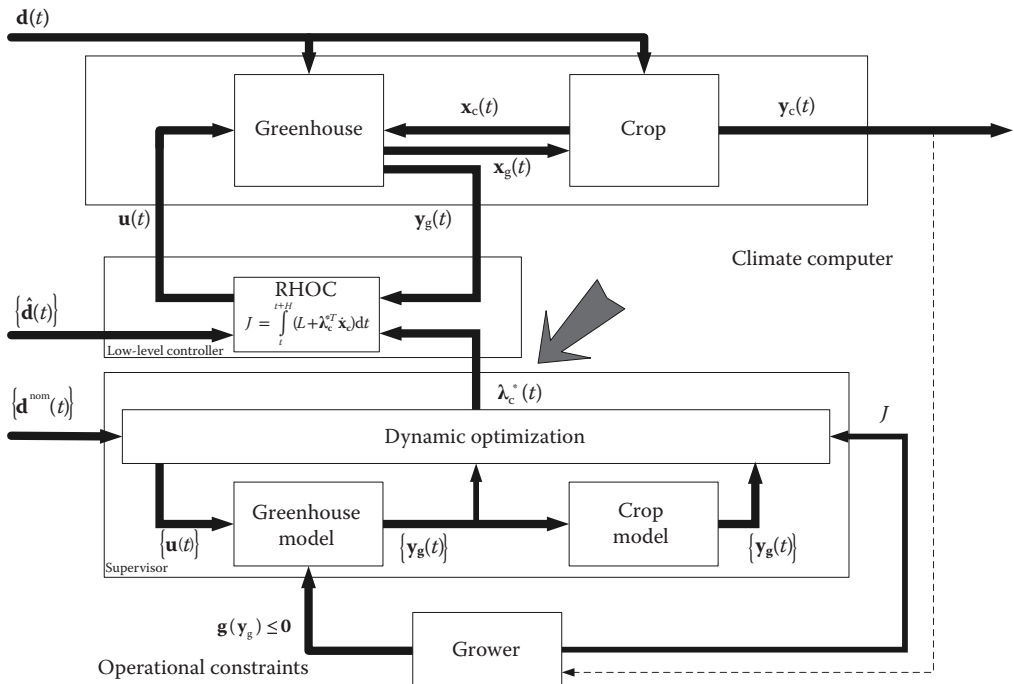 d(t)
Greenhouse
x_c(t)
Crop
y_c(t)
x_g(t)
u(t)
y_g(t)
Climate computer
RHOC
J = ∫_t^{t+H} (L+λ_c^{*T} ẋ_c)dt
{d̂(t)}
Low-level controller
λ_c^*(t)
{d^nom(t)}
J
Dynamic optimization
Greenhouse
model
Crop
model
{u(t)}
{y_g(t)}
{y_g(t)}
Supervisor
g(y_g) ≤ 0
Grower
Operational constraints